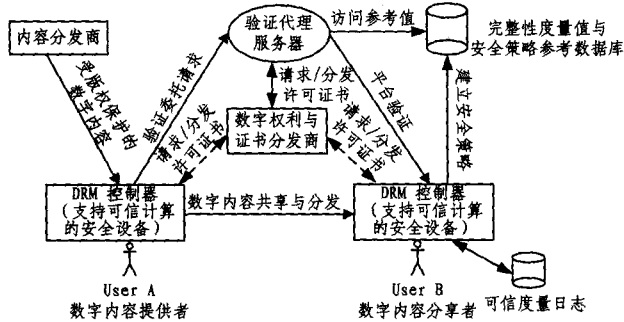 内容分发商
受版权保护的
数字内容
验证委托请求
请求/分发
许可证书
验证代理
服务器
请求/分发
许可证书
数字权利与
证书分发商
访问参考值
完整性度量值与
安全策略参考数据库
平台验证
请求/分发
许可证书
建立安全策略
DRM 控制器
(支持可信计算
的安全设备)
数字内容共享与分发
DRM 控制器
(支持可信计算
的安全设备)
User A
数字内容提供者
User B
数字内容分享者
可信度量日志